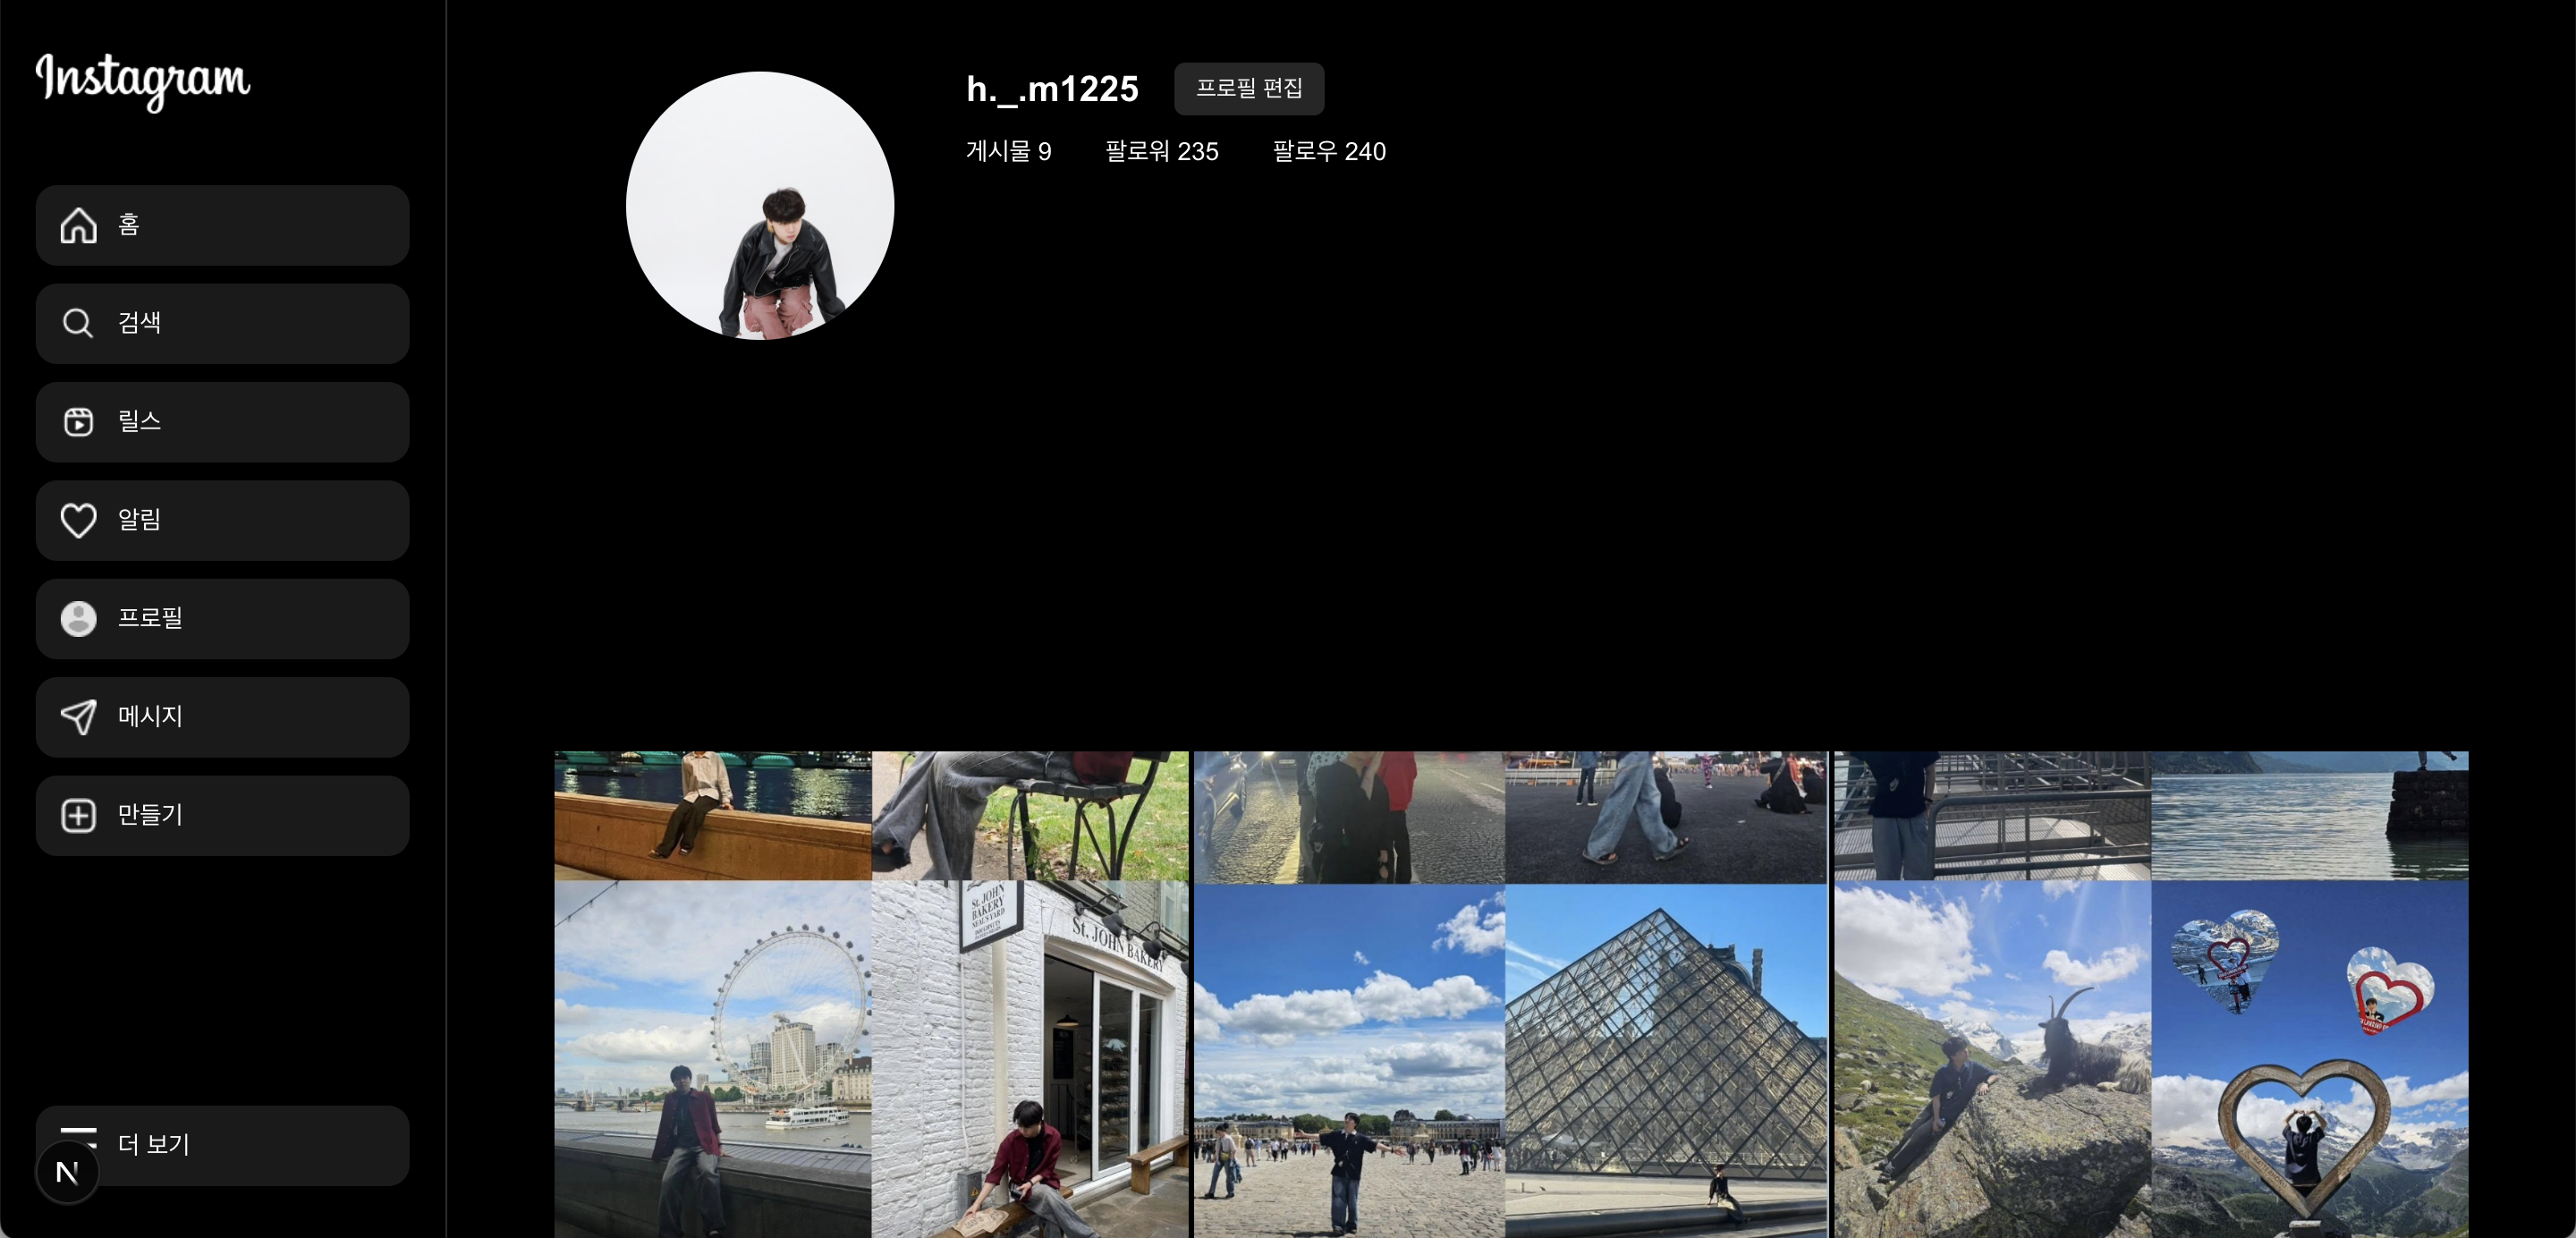 Instagram
홈
검색
릴스
알림
프로필
메시지
만들기
더 보기
N
h._.m1225
프로필 편집
게시물 9 팔로워 235 팔로우 240
St. JOHN
BAKERY
St. JOHN BAKERY